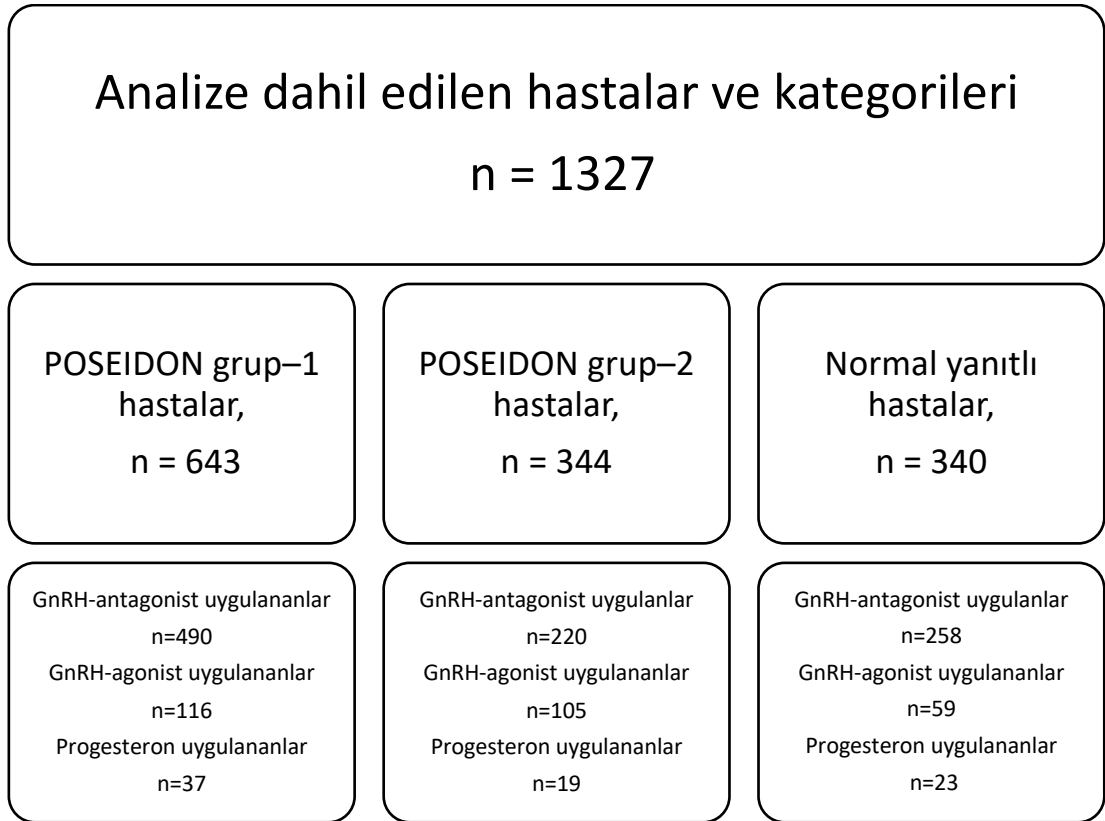 Analize dahil edilen hastalar ve kategorileri
n = 1327
POSEIDON grup–1
hastalar,
n = 643
POSEIDON grup–2
hastalar,
n = 344
Normal yanıtlı
hastalar,
n = 340
GnRH-antagonist uygulananlar
n=490
GnRH-agonist uygulananlar
n=116
Progesteron uygulananlar
n=37
GnRH-antagonist uygulanlar
n=220
GnRH-agonist uygulananlar
n=105
Progesteron uygulananlar
n=19
GnRH-antagonist uygulanlar
n=258
GnRH-agonist uygulananlar
n=59
Progesteron uygulananlar
n=23